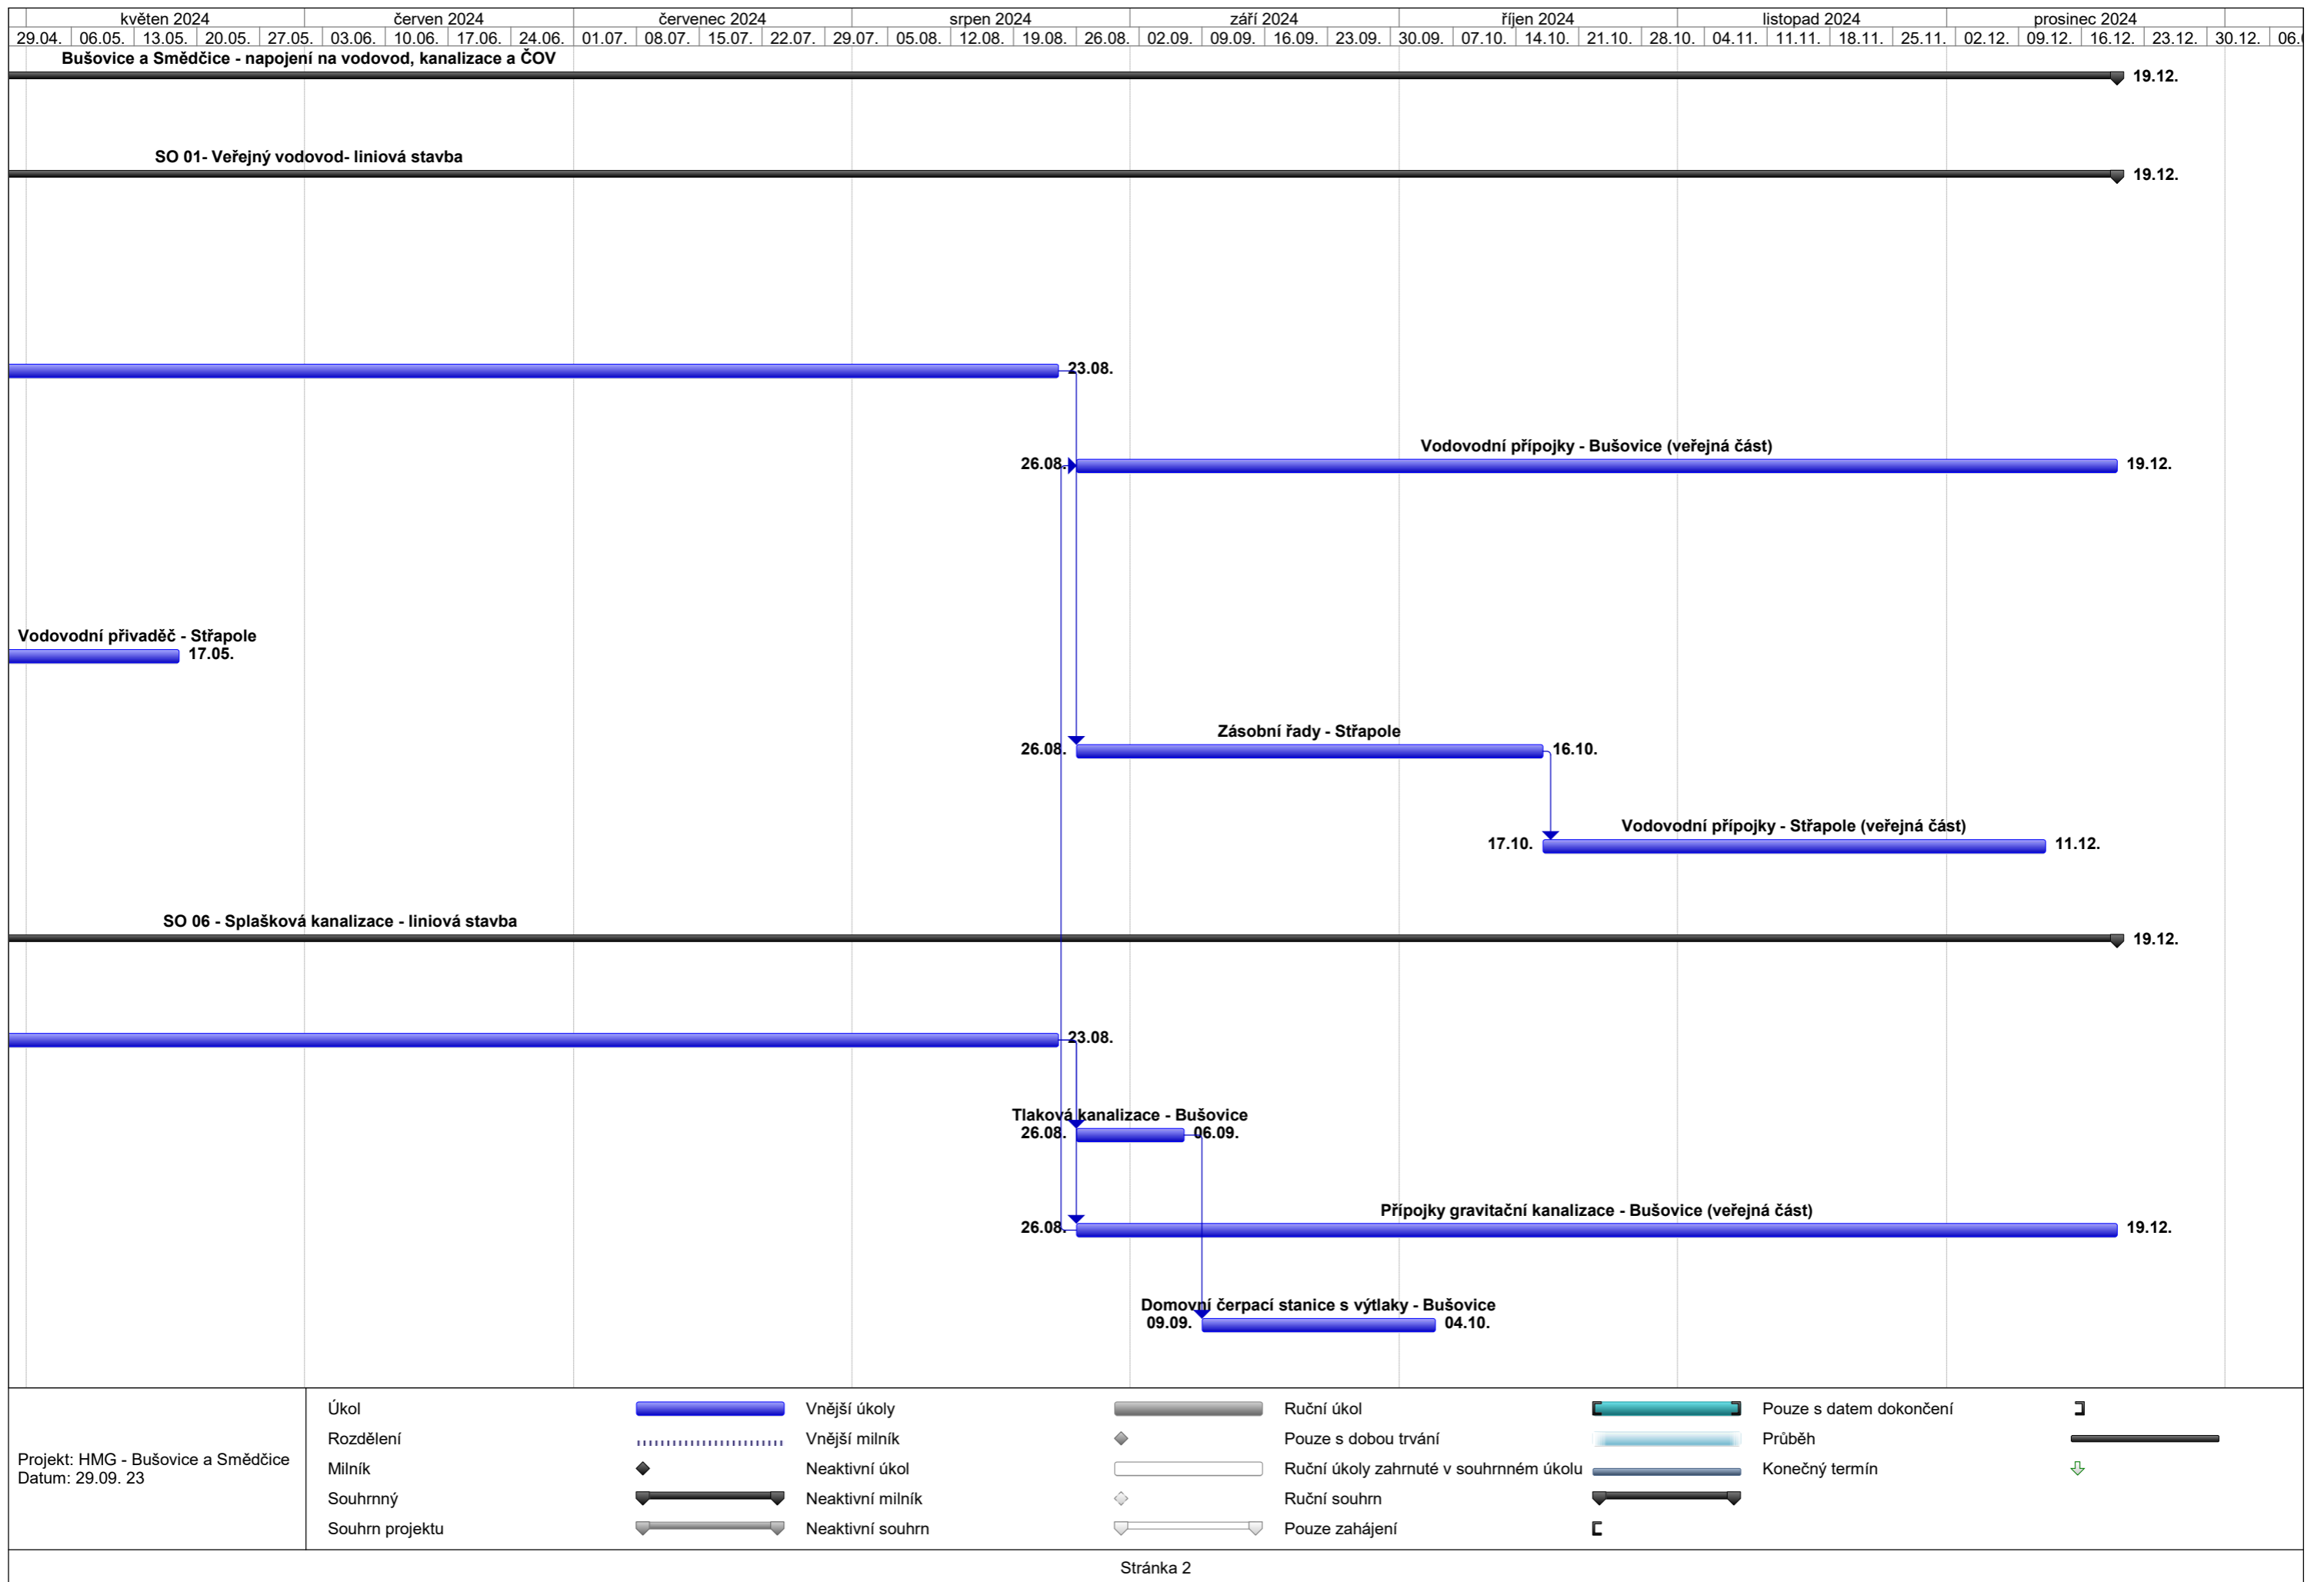 květen 2024 červen 2024 červenec 2024 srpen 2024 září 2024 říjen 2024 listopad 2024 prosinec 2024
29.04. 06.05. 13.05. 20.05. 27.05. 03.06. 10.06. 17.06. 24.06. 01.07. 08.07. 15.07. 22.07. 29.07. 05.08. 12.08. 19.08. 26.08. 02.09. 09.09. 16.09. 23.09. 30.09. 07.10. 14.10. 21.10. 28.10. 04.11. 11.11. 18.11. 25.11. 02.12. 09.12. 16.12. 23.12. 30.12. 06.
Bušovice a Smědčice - napojení na vodovod, kanalizace a ČOV
19.12.
SO 01- Veřejný vodovod- liniová stavba
19.12.
23.08.
Vodovodní přípojky - Bušovice (veřejná část)
26.08. 19.12.
Vodovodní přivaděč - Střapole
17.05.
Zásobní řady - Střapole
26.08. 16.10.
Vodovodní přípojky - Střapole (veřejná část)
17.10. 11.12.
SO 06 - Splašková kanalizace - liniová stavba
19.12.
23.08.
Tlaková kanalizace - Bušovice
26.08. 06.09.
Přípojky gravitační kanalizace - Bušovice (veřejná část)
26.08. 19.12.
Domovní čerpací stanice s výtlaky - Bušovice
09.09. 04.10.
Projekt: HMG - Bušovice a Smědčice
Datum: 29.09. 23
Úkol
Rozdělení
Milník
Souhrnný
Souhrn projektu
Vnější úkoly
Vnější milník
Neaktivní úkol
Neaktivní milník
Neaktivní souhrn
Ruční úkol
Pouze s dobou trvání
Ruční úkoly zahrnuté v souhrnném úkolu
Ruční souhrn
Pouze zahájení
Pouze s datem dokončení
Průběh
Konečný termín
Stránka 2